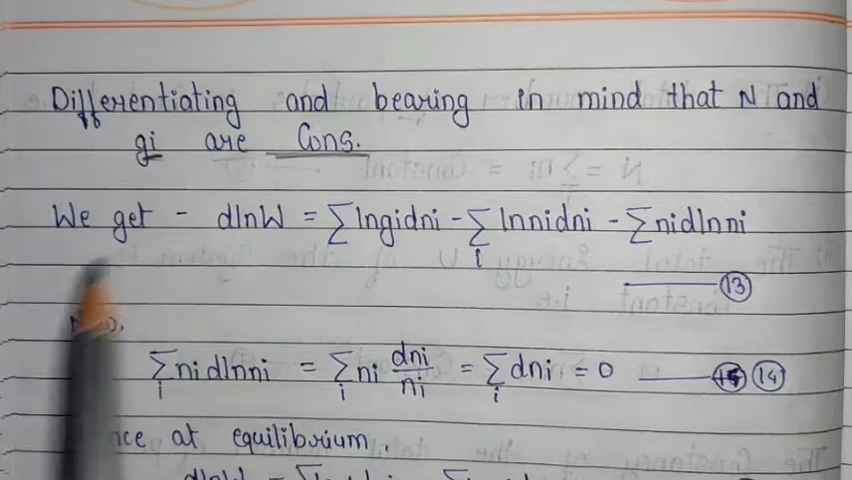 Differentiating and bearing in mind that N and
gi are Cons.
We get - dlnW = ∑lngidni - ∑i lnnidni - ∑nidlnni
13
∑i nidlnni = ∑i ni dni/ni = ∑i dni = 0 14
at equilibrium.